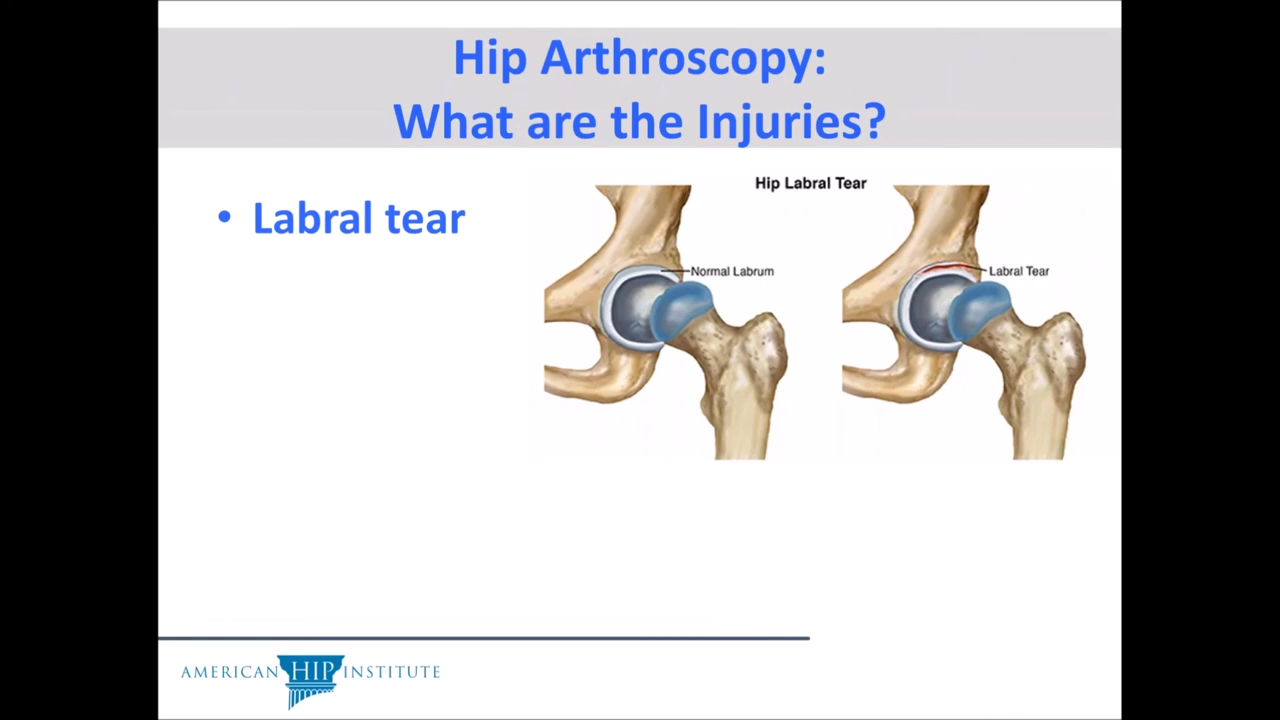 Hip Arthroscopy:
What are the Injuries?
• Labral tear
Hip Labral Tear
Normal Labrum
Labral Tear
AMERICAN HIP INSTITUTE